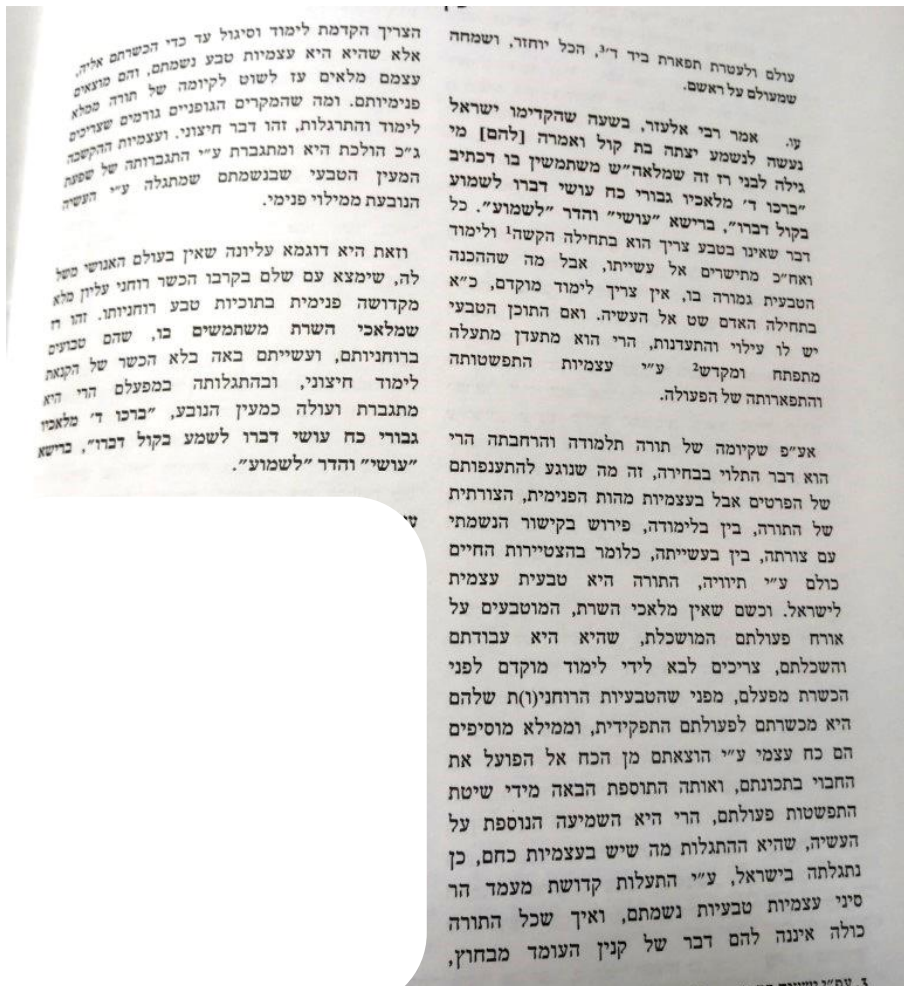 עולם ולעטרת תפארת ביד ד'³, הכל יוחזר, ושמחה
שמעולם על ראשם.
עו. אמר רבי אלעזר, בשעה שהקדימו ישראל
נעשה לנשמע יצתה בת קול ואמרה [להם] מי
גילה לבני רז זה שמלאה"ש משתמשין בו דכתיב
"ברכו ד' מלאכיו גבורי כח עושי דברו לשמוע
בקול דברו", ברישא "עושי" והדר "לשמוע". כל
דבר שאינו בטבע צריך הוא בתחילה הקשה¹ ולימוד
ואח"כ מתישרים אל עשייתו, אבל מה שההכנה
הטבעית גמורה בו, אין צריך לימוד מוקדם, כ"א
בתחילה האדם שט אל העשיה. ואם התוכן הטבעי
יש לו עילוי והתעדנות, הרי הוא מתעדן מתעלה
מתפתח ומקדש² ע"י עצמיות התפשטותה
והתפארותה של הפעולה.
אע"פ שקיומה של תורה תלמודה והרחבתה הרי
הוא דבר התלוי בבחירה, זה מה שנוגע להתענפותם
של הפרטים אבל בעצמיות מהות הפנימית, הצורתית
של התורה, בין בלימודה, פירוש בקישור הנשמתי
עם צורתה, בין בעשייתה, כלומר בהצטיירות החיים
כולם ע"י תיוויה, התורה היא טבעית עצמית
לישראל. וכשם שאין מלאכי השרת, המוטבעים על
אורח פעולתם המושכלת, שהיא היא עבודתם
והשכלתם, צריכים לבא לידי לימוד מוקדם לפני
הכשרת מפעלם, מפני שהטבעיות הרוחני(ו)ת שלהם
היא מכשרתם לפעולתם התפקידית, וממילא מוסיפים
הם כח עצמי ע"י הוצאתם מן הכח אל הפועל את
החבוי בתכונתם, ואותה התוספת הבאה מידי שיטת
התפשטות פעולתם, הרי היא השמיעה הנוספת על
העשיה, שהיא ההתגלות מה שיש בעצמיות כחם, כן
נתגלתה בישראל, ע"י התעלות קדושת מעמד הר
סיני עצמיות טבעיות נשמתם, ואיך שכל התורה
כולה איננה להם דבר של קנין העומד מבחוץ,
הצריך הקדמת לימוד וסיגול עד כדי הכשרתם אליה,
אלא שהיא היא עצמיות טבע נשמתם, והם מוצאים
עצמם מלאים עז לשוט לקיומה של תורה ממלא
פנימיותם. ומה שהמקרים הגופניים גורמים שצריכים
לימוד והתרגלות, זהו דבר חיצוני. ועצמיות ההקשבה
ג"כ הולכת היא ומתגברת ע"י התגברותה של שפעת
המעין הטבעי שבנשמתם שמתגלה ע"י העשיה
הנובעת ממילוי פנימי.
וזאת היא דוגמא עליונה שאין בעולם האנושי משל
לה, שימצא עם שלם בקרבו הכשר רוחני עליון מלא
מקדושה פנימית בתוכיות טבע רוחניותו. זהו רז
שמלאכי השרת משתמשים בו, שהם טבועים
ברוחניותם, ועשייתם באה בלא הכשר של הקנאת
לימוד חיצוני, ובהתגלותה במפעלם הרי היא
מתגברת ועולה כמעין הנובע, "ברכו ד' מלאכיו
גבורי כח עושי דברו לשמע בקול דברו", ברישא
"עושי" והדר "לשמוע".